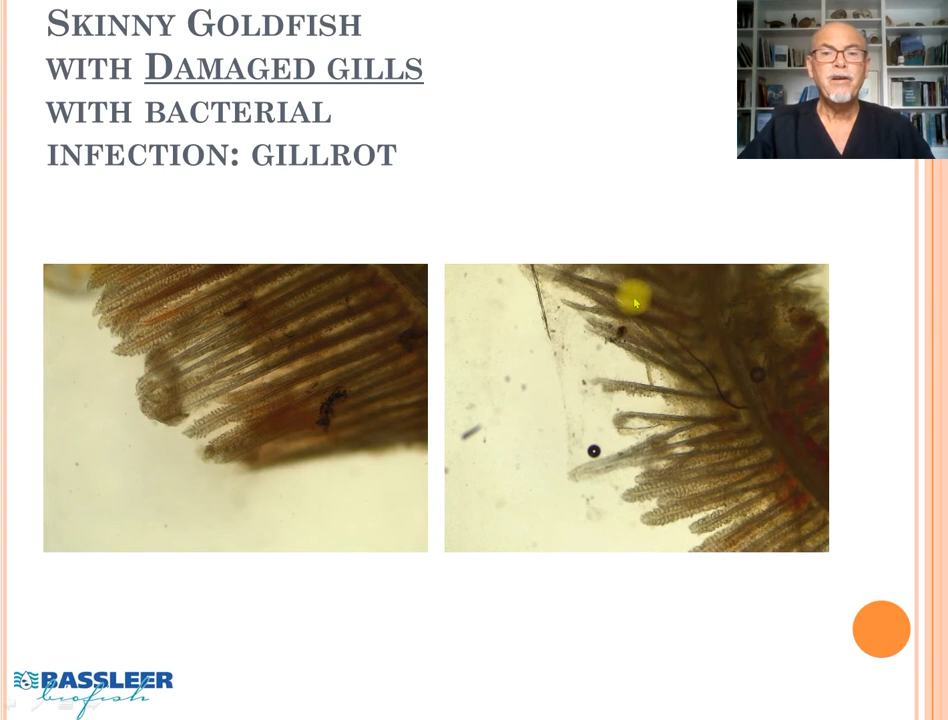 Skinny Goldfish
with Damaged gills
with bacterial
infection: gillrot
BASSLEER
biofish